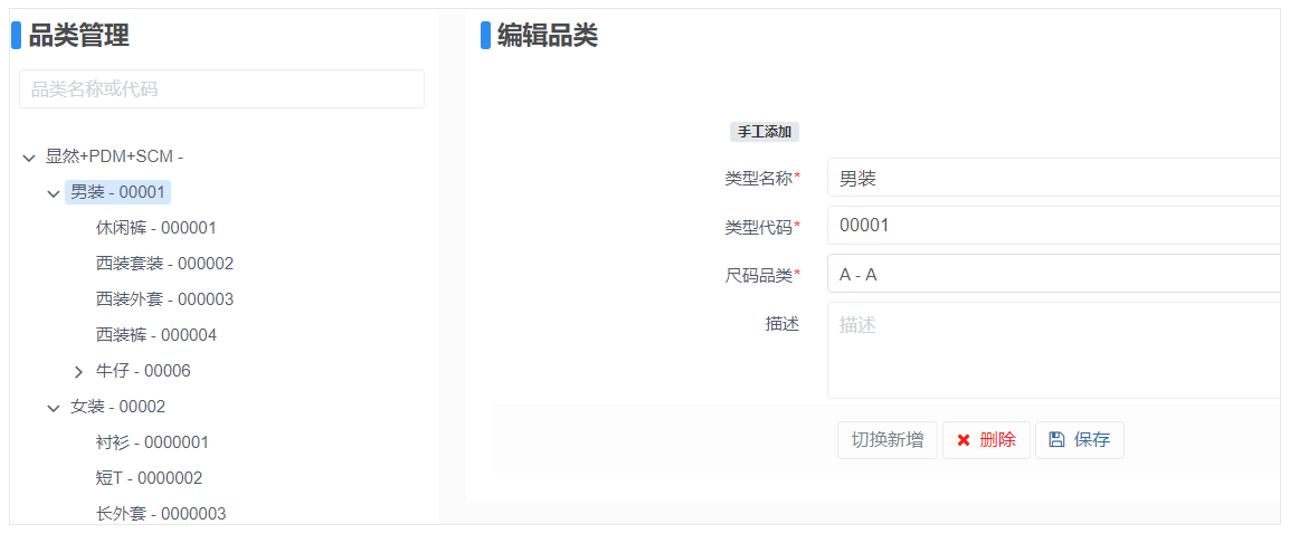 品类管理
品类名称或代码
显然+PDM+SCM -
男装 - 00001
休闲裤 - 000001
西装套装 - 000002
西装外套 - 000003
西装裤 - 000004
牛仔 - 00006
女装 - 00002
衬衫 - 0000001
短T - 0000002
长外套 - 0000003
编辑品类
手工添加
类型名称* 男装
类型代码* 00001
尺码品类* A - A
描述 描述
切换新增 删除 保存